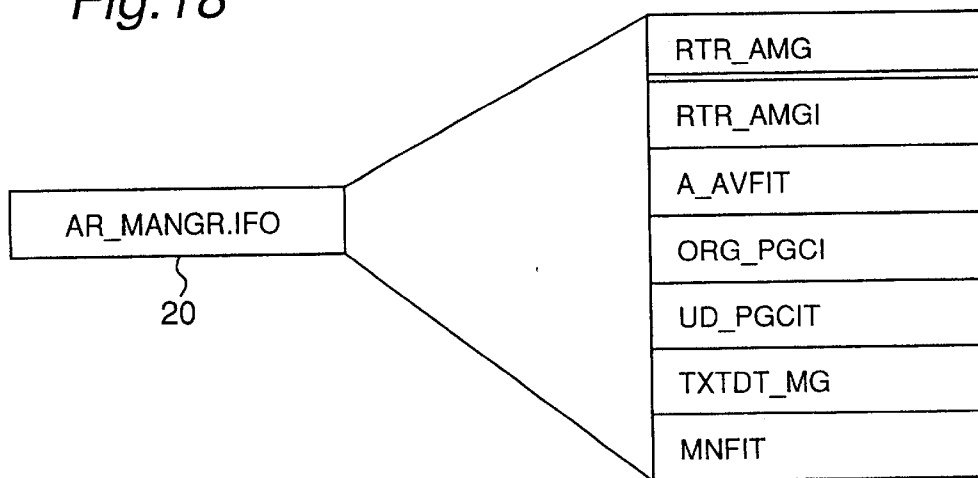 Fig. 18
AR_MANGR.IFO
20
RTR_AMG
RTR_AMGI
A_AVFIT
ORG_PGCI
UD_PGCIT
TXTDT_MG
MNFIT